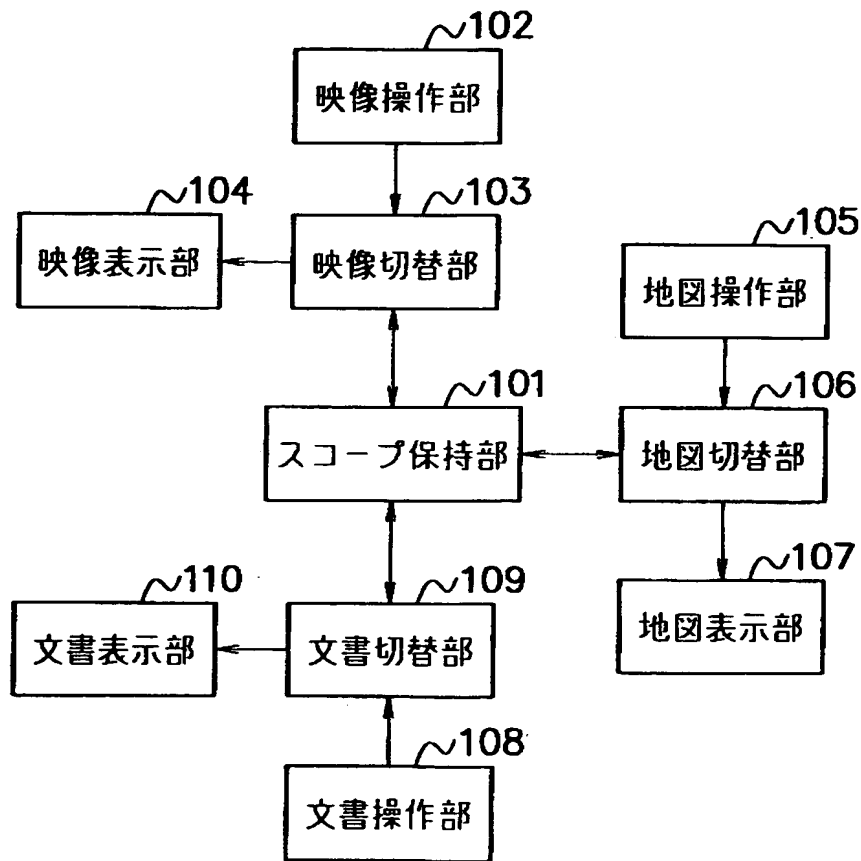 102
映像操作部
104
映像表示部
103
映像切替部
105
地図操作部
101
スコープ保持部
106
地図切替部
110
文書表示部
109
文書切替部
107
地図表示部
108
文書操作部